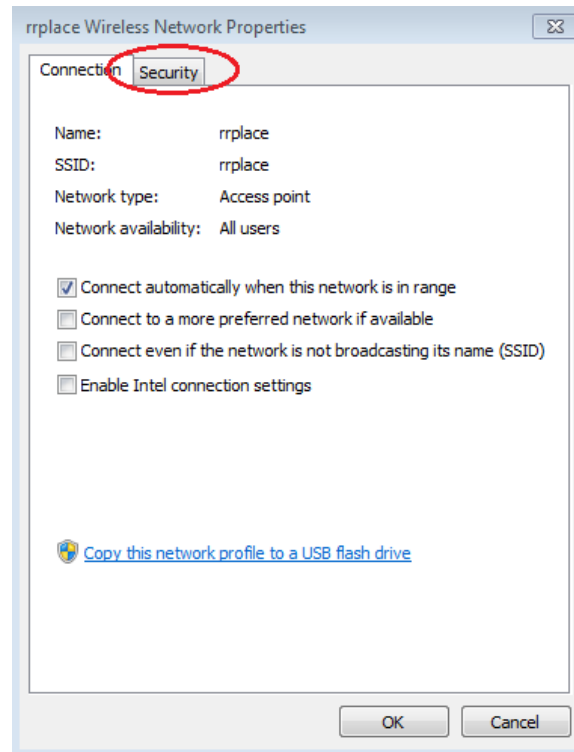 rrplace Wireless Network Properties
Connection Security
Name: rrplace
SSID: rrplace
Network type: Access point
Network availability: All users
Connect automatically when this network is in range
Connect to a more preferred network if available
Connect even if the network is not broadcasting its name (SSID)
Enable Intel connection settings
Copy this network profile to a USB flash drive
OK Cancel